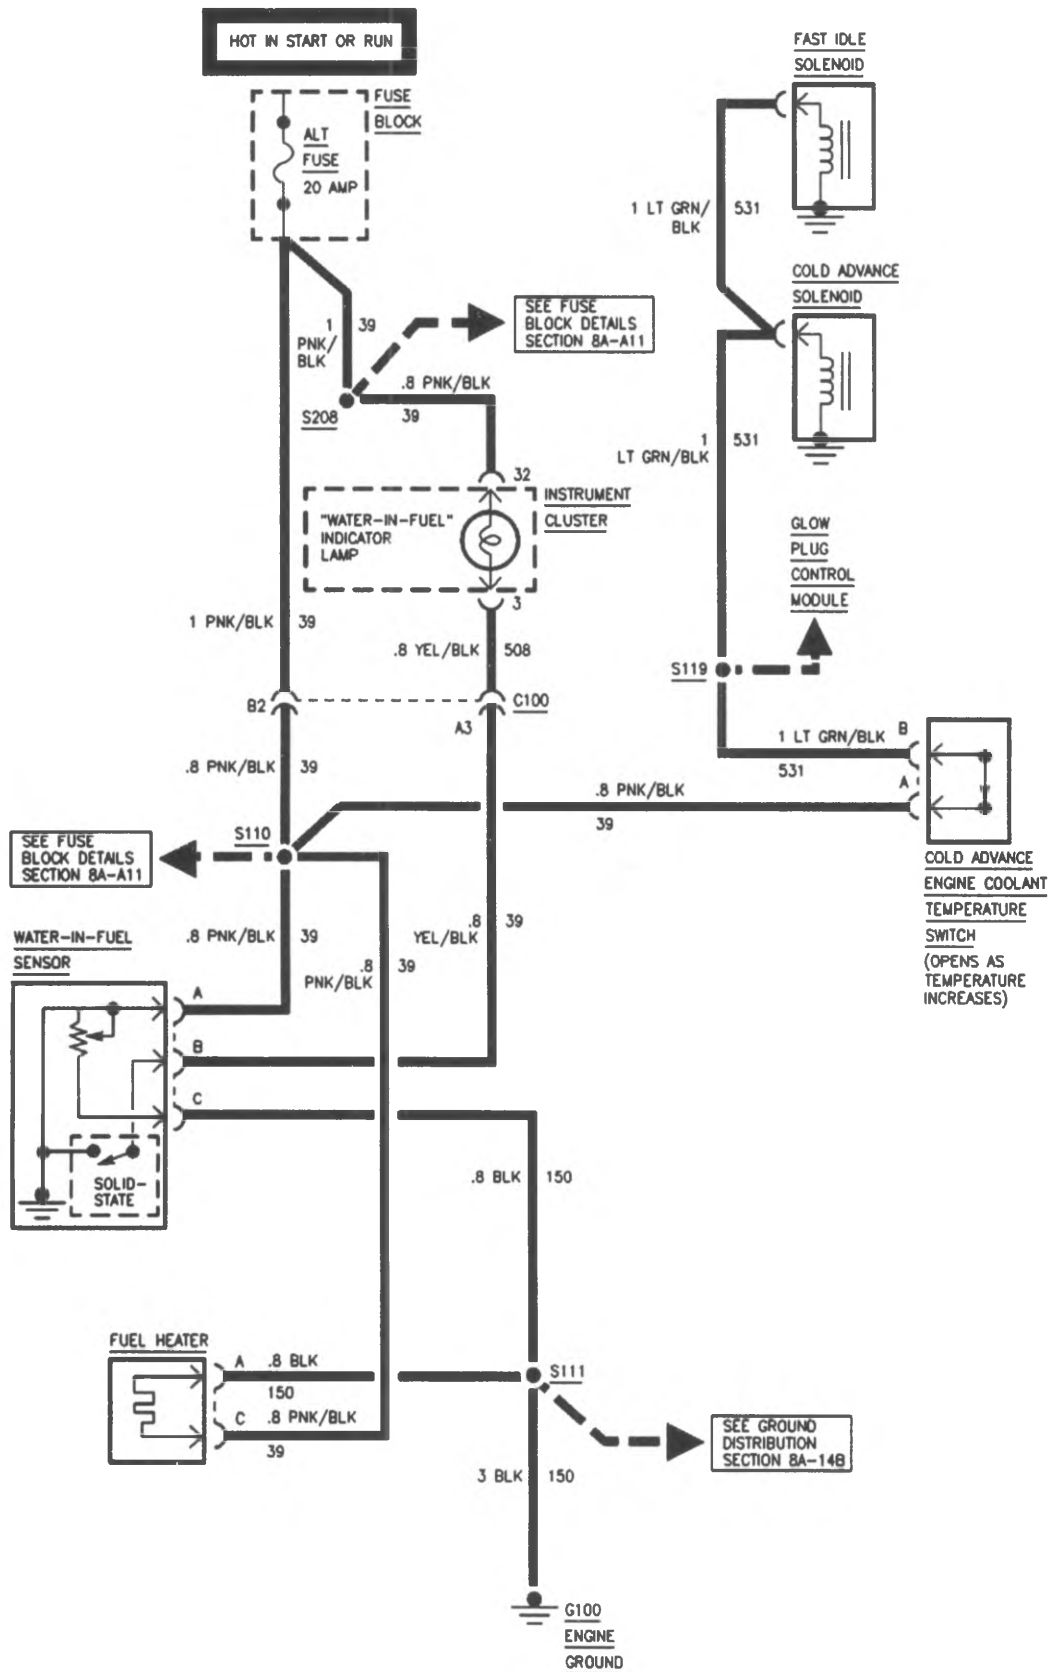 HOT IN START OR RUN
FUSE
BLOCK
ALT
FUSE
20 AMP
FAST IDLE
SOLENOID
1 LT GRN/
BLK
531
COLD ADVANCE
SOLENOID
1
PNK/
BLK
39
SEE FUSE
BLOCK DETAILS
SECTION 8A-A11
S208
.8 PNK/BLK
39
1
LT GRN/BLK
531
32
INSTRUMENT
CLUSTER
"WATER-IN-FUEL"
INDICATOR
LAMP
3
GLOW
PLUG
CONTROL
MODULE
1 PNK/BLK
39
.8 YEL/BLK
508
S119
B2
C100
A3
1 LT GRN/BLK
531
B
A
.8 PNK/BLK
39
.8 PNK/BLK
39
S110
SEE FUSE
BLOCK DETAILS
SECTION 8A-A11
COLD ADVANCE
ENGINE COOLANT
TEMPERATURE
SWITCH
(OPENS AS
TEMPERATURE
INCREASES)
WATER-IN-FUEL
SENSOR
.8 PNK/BLK
39
.8
PNK/BLK
39
.8
YEL/BLK
39
A
B
C
SOLID-
STATE
.8 BLK
150
FUEL HEATER
A
.8 BLK
150
C
.8 PNK/BLK
39
S111
SEE GROUND
DISTRIBUTION
SECTION 8A-14B
3 BLK
150
G100
ENGINE
GROUND